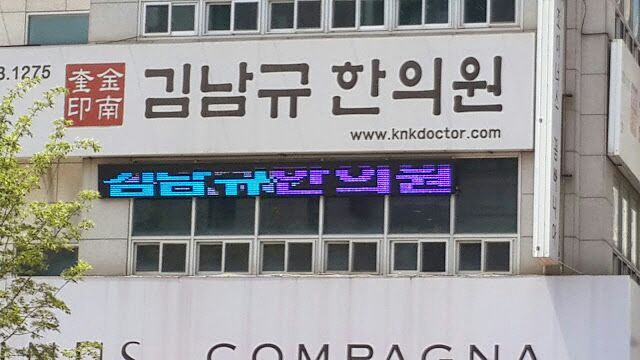 3.1275
金南
奎印
김남규 한의원
www.knkdoctor.com
김남규한의원
US COMPAGNA